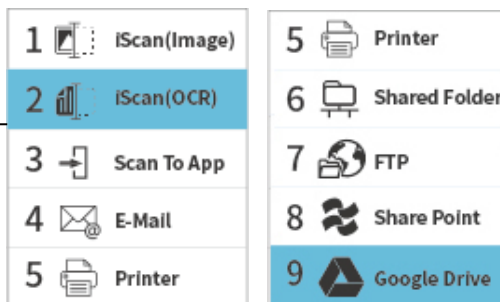 1 iScan(Image)
2 iScan(OCR)
3 Scan To App
4 E-Mail
5 Printer
5 Printer
6 Shared Folder
7 FTP
8 Share Point
9 Google Drive